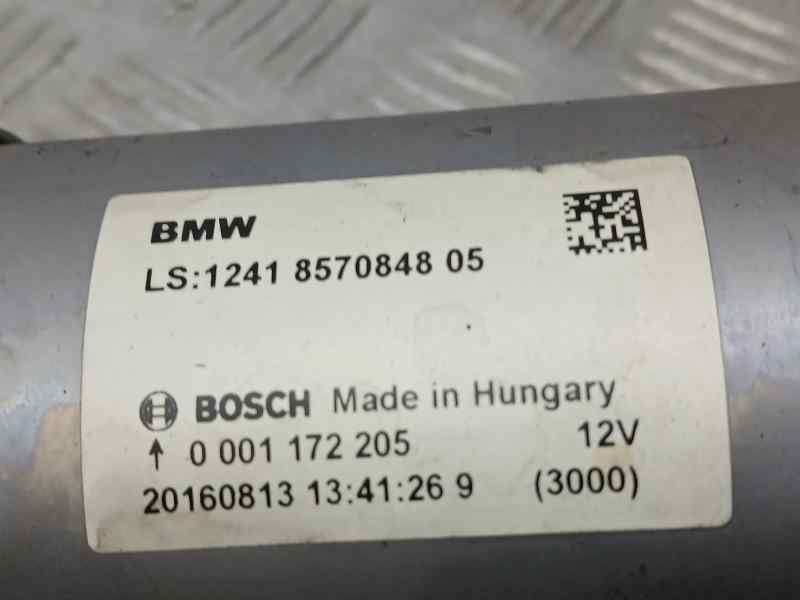 BMW
LS:1241 8570848 05
BOSCH Made in Hungary
↑ 0 001 172 205 12V
20160813 13:41:26 9 (3000)